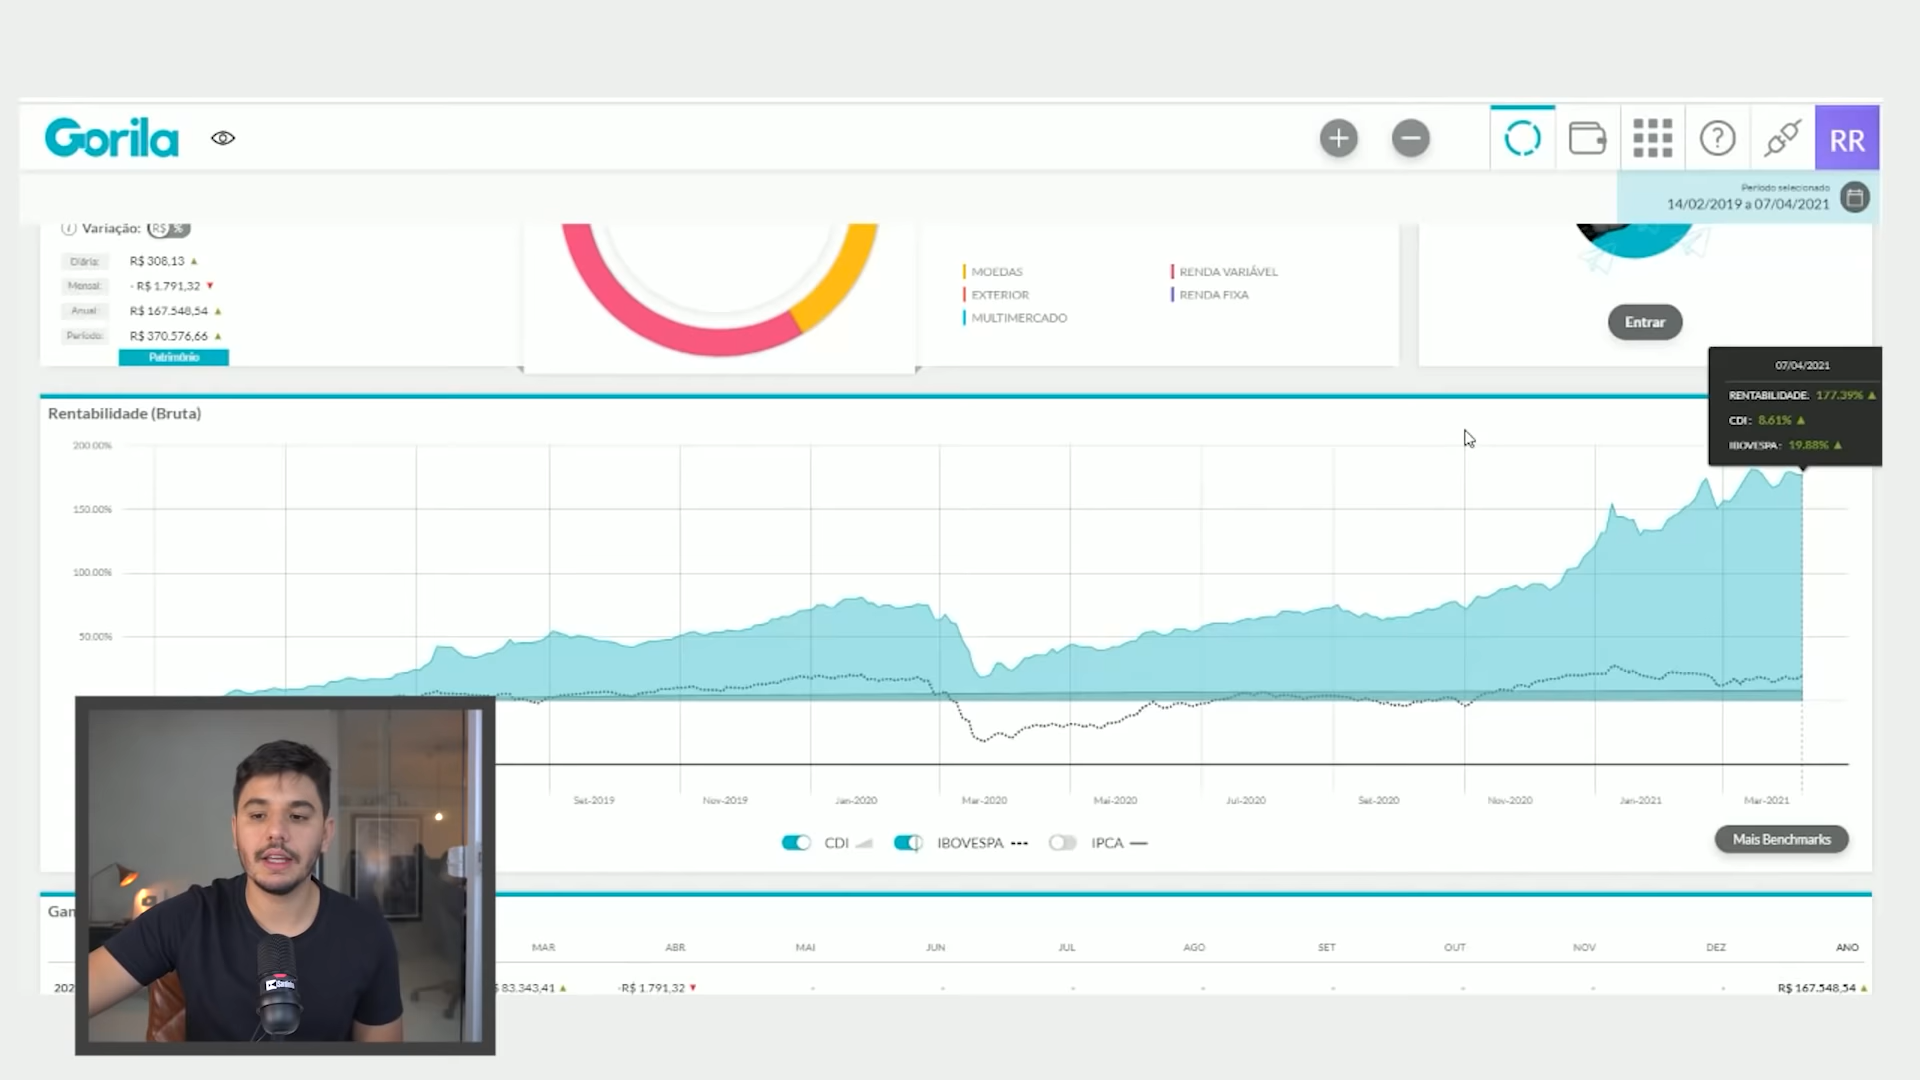 Gorila
RR
Período selecionado
14/02/2019 a 07/04/2021
Variação: R$ %
Diária: R$ 308,13
Mensal: - R$ 1.791,32
Anual: R$ 167.548,54
Período: R$ 370.576,66
Patrimônio
MOEDAS
RENDA VARIÁVEL
EXTERIOR
RENDA FIXA
MULTIMERCADO
Entrar
07/04/2021
RENTABILIDADE: 177.39%
CDI: 8.61%
IBOVESPA: 19.88%
Rentabilidade (Bruta)
200.00%
150.00%
100.00%
50.00%
Set-2019 Nov-2019 Jan-2020 Mar-2020 Mai-2020 Jul-2020 Set-2020 Nov-2020 Jan-2021 Mar-2021
CDI IBOVESPA IPCA
Mais Benchmarks
Gan
MAR ABR MAI JUN JUL AGO SET OUT NOV DEZ ANO
202 83.343,41 -R$ 1.791,32 - - - - - - - - R$ 167.548,54